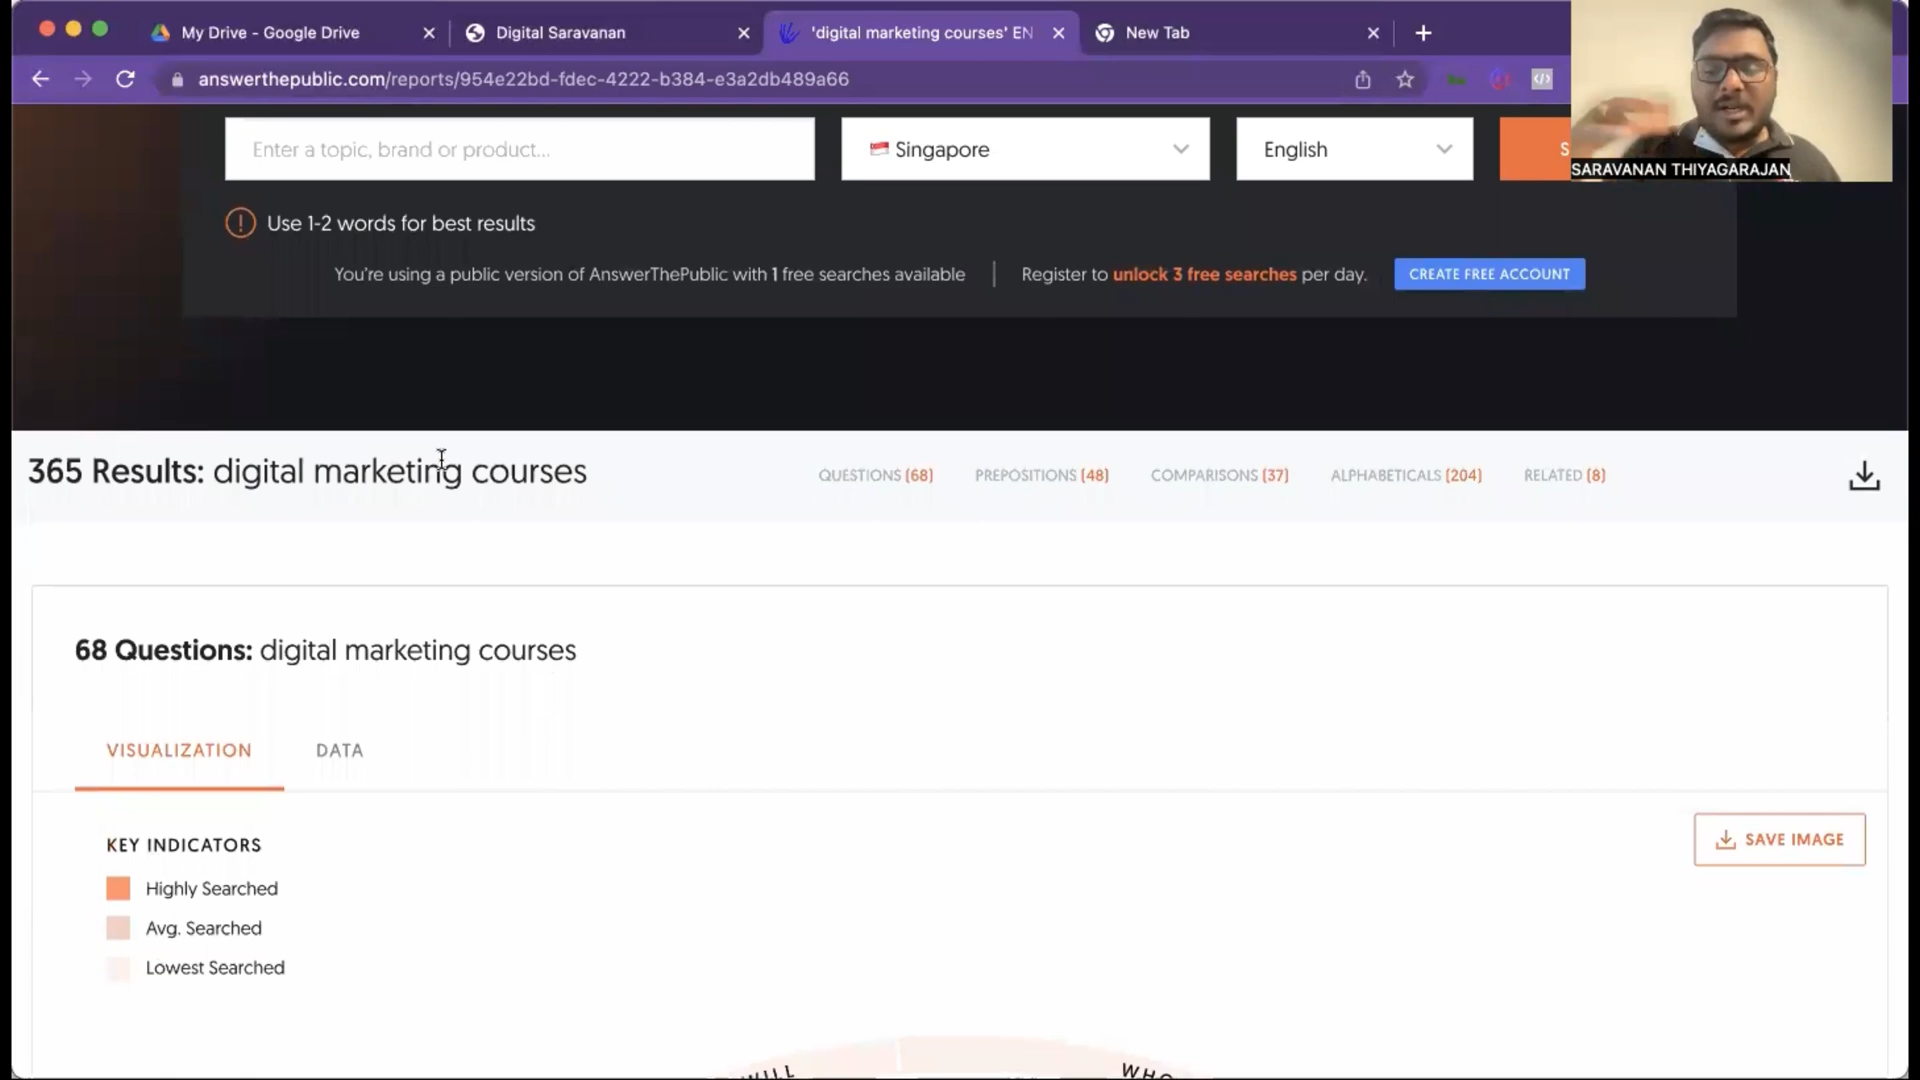 My Drive - Google Drive
Digital Saravanan
'digital marketing courses' EN
New Tab
answerthepublic.com/reports/954e22bd-fdec-4222-b384-e3a2db489a66
SARAVANAN THIYAGARAJAN
Enter a topic, brand or product...
Singapore
English
S
Use 1-2 words for best results
You're using a public version of AnswerThePublic with 1 free searches available
Register to unlock 3 free searches per day.
CREATE FREE ACCOUNT
365 Results: digital marketing courses
QUESTIONS (68)
PREPOSITIONS (48)
COMPARISONS (37)
ALPHABETICALS (204)
RELATED (8)
68 Questions: digital marketing courses
VISUALIZATION
DATA
KEY INDICATORS
SAVE IMAGE
Highly Searched
Avg. Searched
Lowest Searched
WILL
WHO